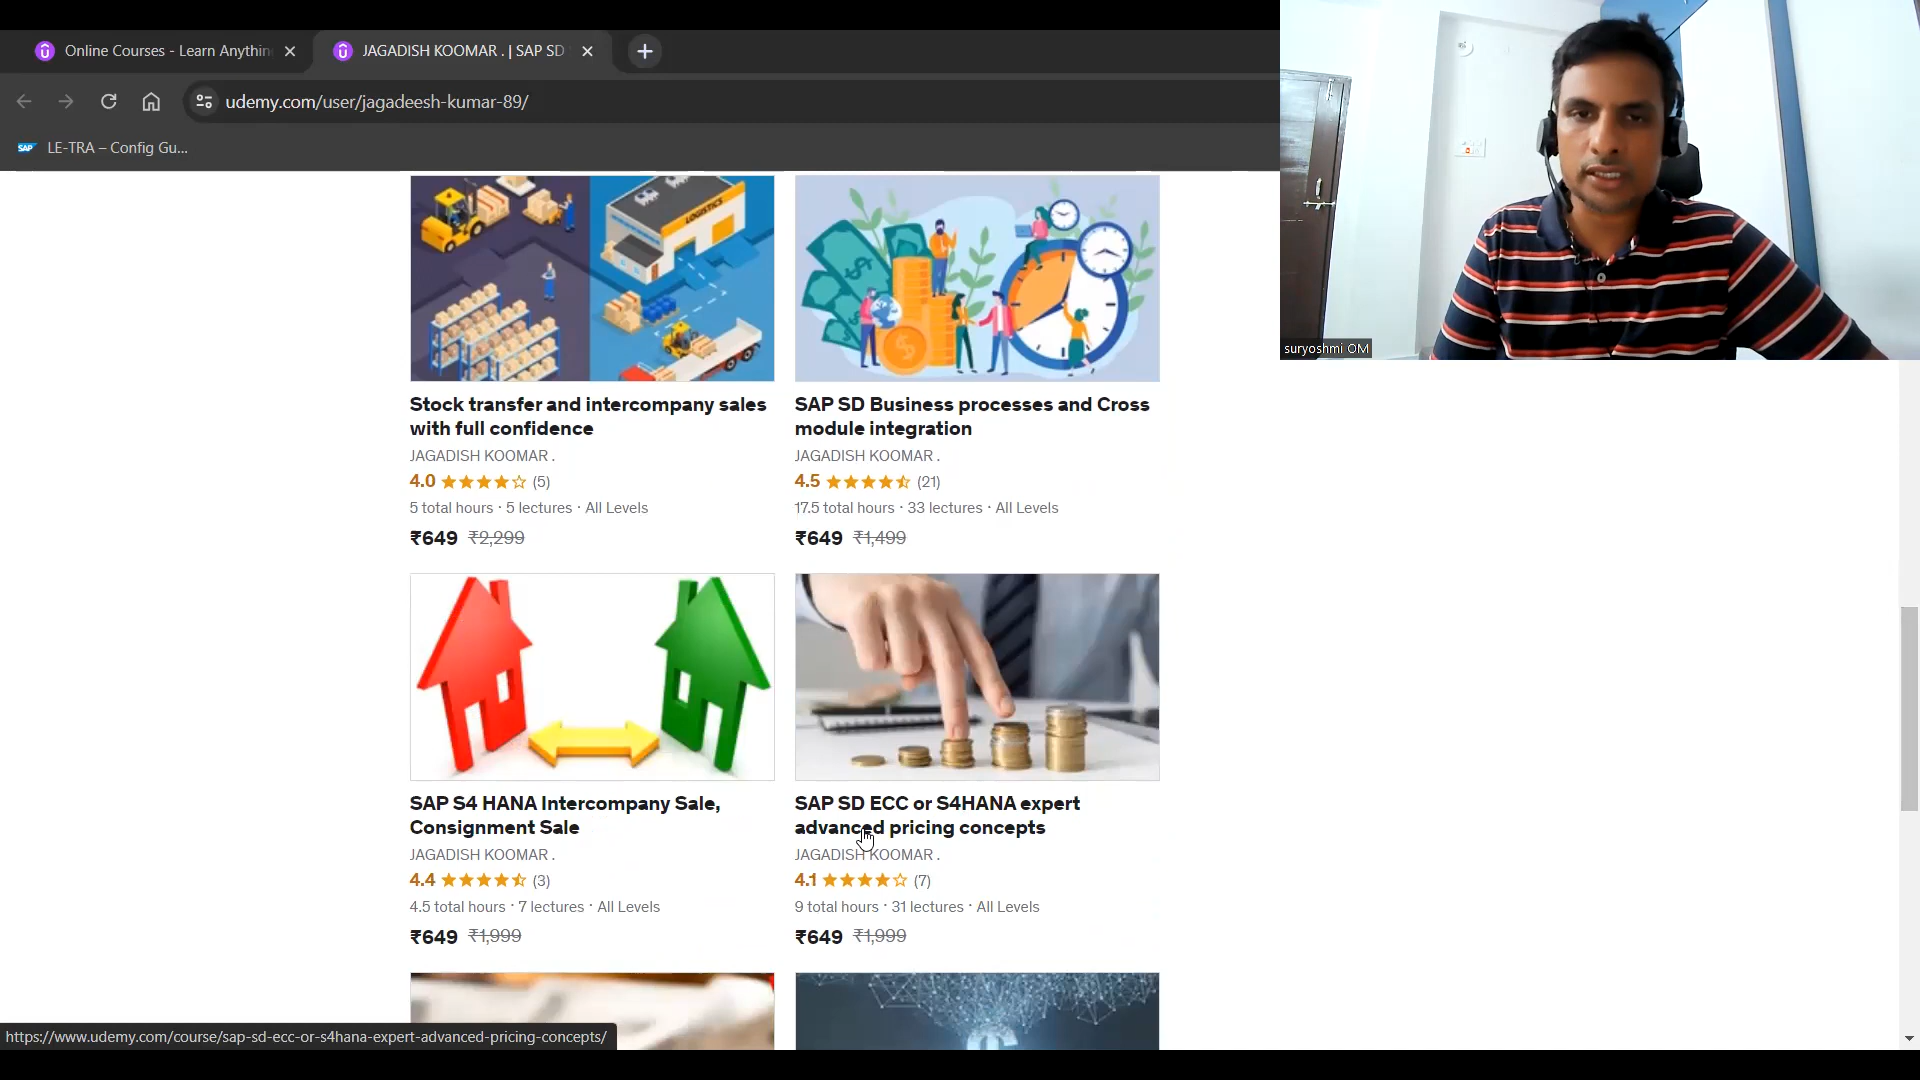 Online Courses - Learn Anythin
JAGADISH KOOMAR . | SAP SD
udemy.com/user/jagadeesh-kumar-89/
SAP LE-TRA – Config Gu...
suryoshmi OM
LOGISTICS
Stock transfer and intercompany sales
with full confidence
JAGADISH KOOMAR .
4.0 (5)
5 total hours · 5 lectures · All Levels
₹649 ₹2,299
SAP SD Business processes and Cross
module integration
JAGADISH KOOMAR .
4.5 (21)
17.5 total hours · 33 lectures · All Levels
₹649 ₹1,499
SAP S4 HANA Intercompany Sale,
Consignment Sale
JAGADISH KOOMAR .
4.4 (3)
4.5 total hours · 7 lectures · All Levels
₹649 ₹1,999
SAP SD ECC or S4HANA expert
advanced pricing concepts
JAGADISH KOOMAR .
4.1 (7)
9 total hours · 31 lectures · All Levels
₹649 ₹1,999
https://www.udemy.com/course/sap-sd-ecc-or-s4hana-expert-advanced-pricing-concepts/